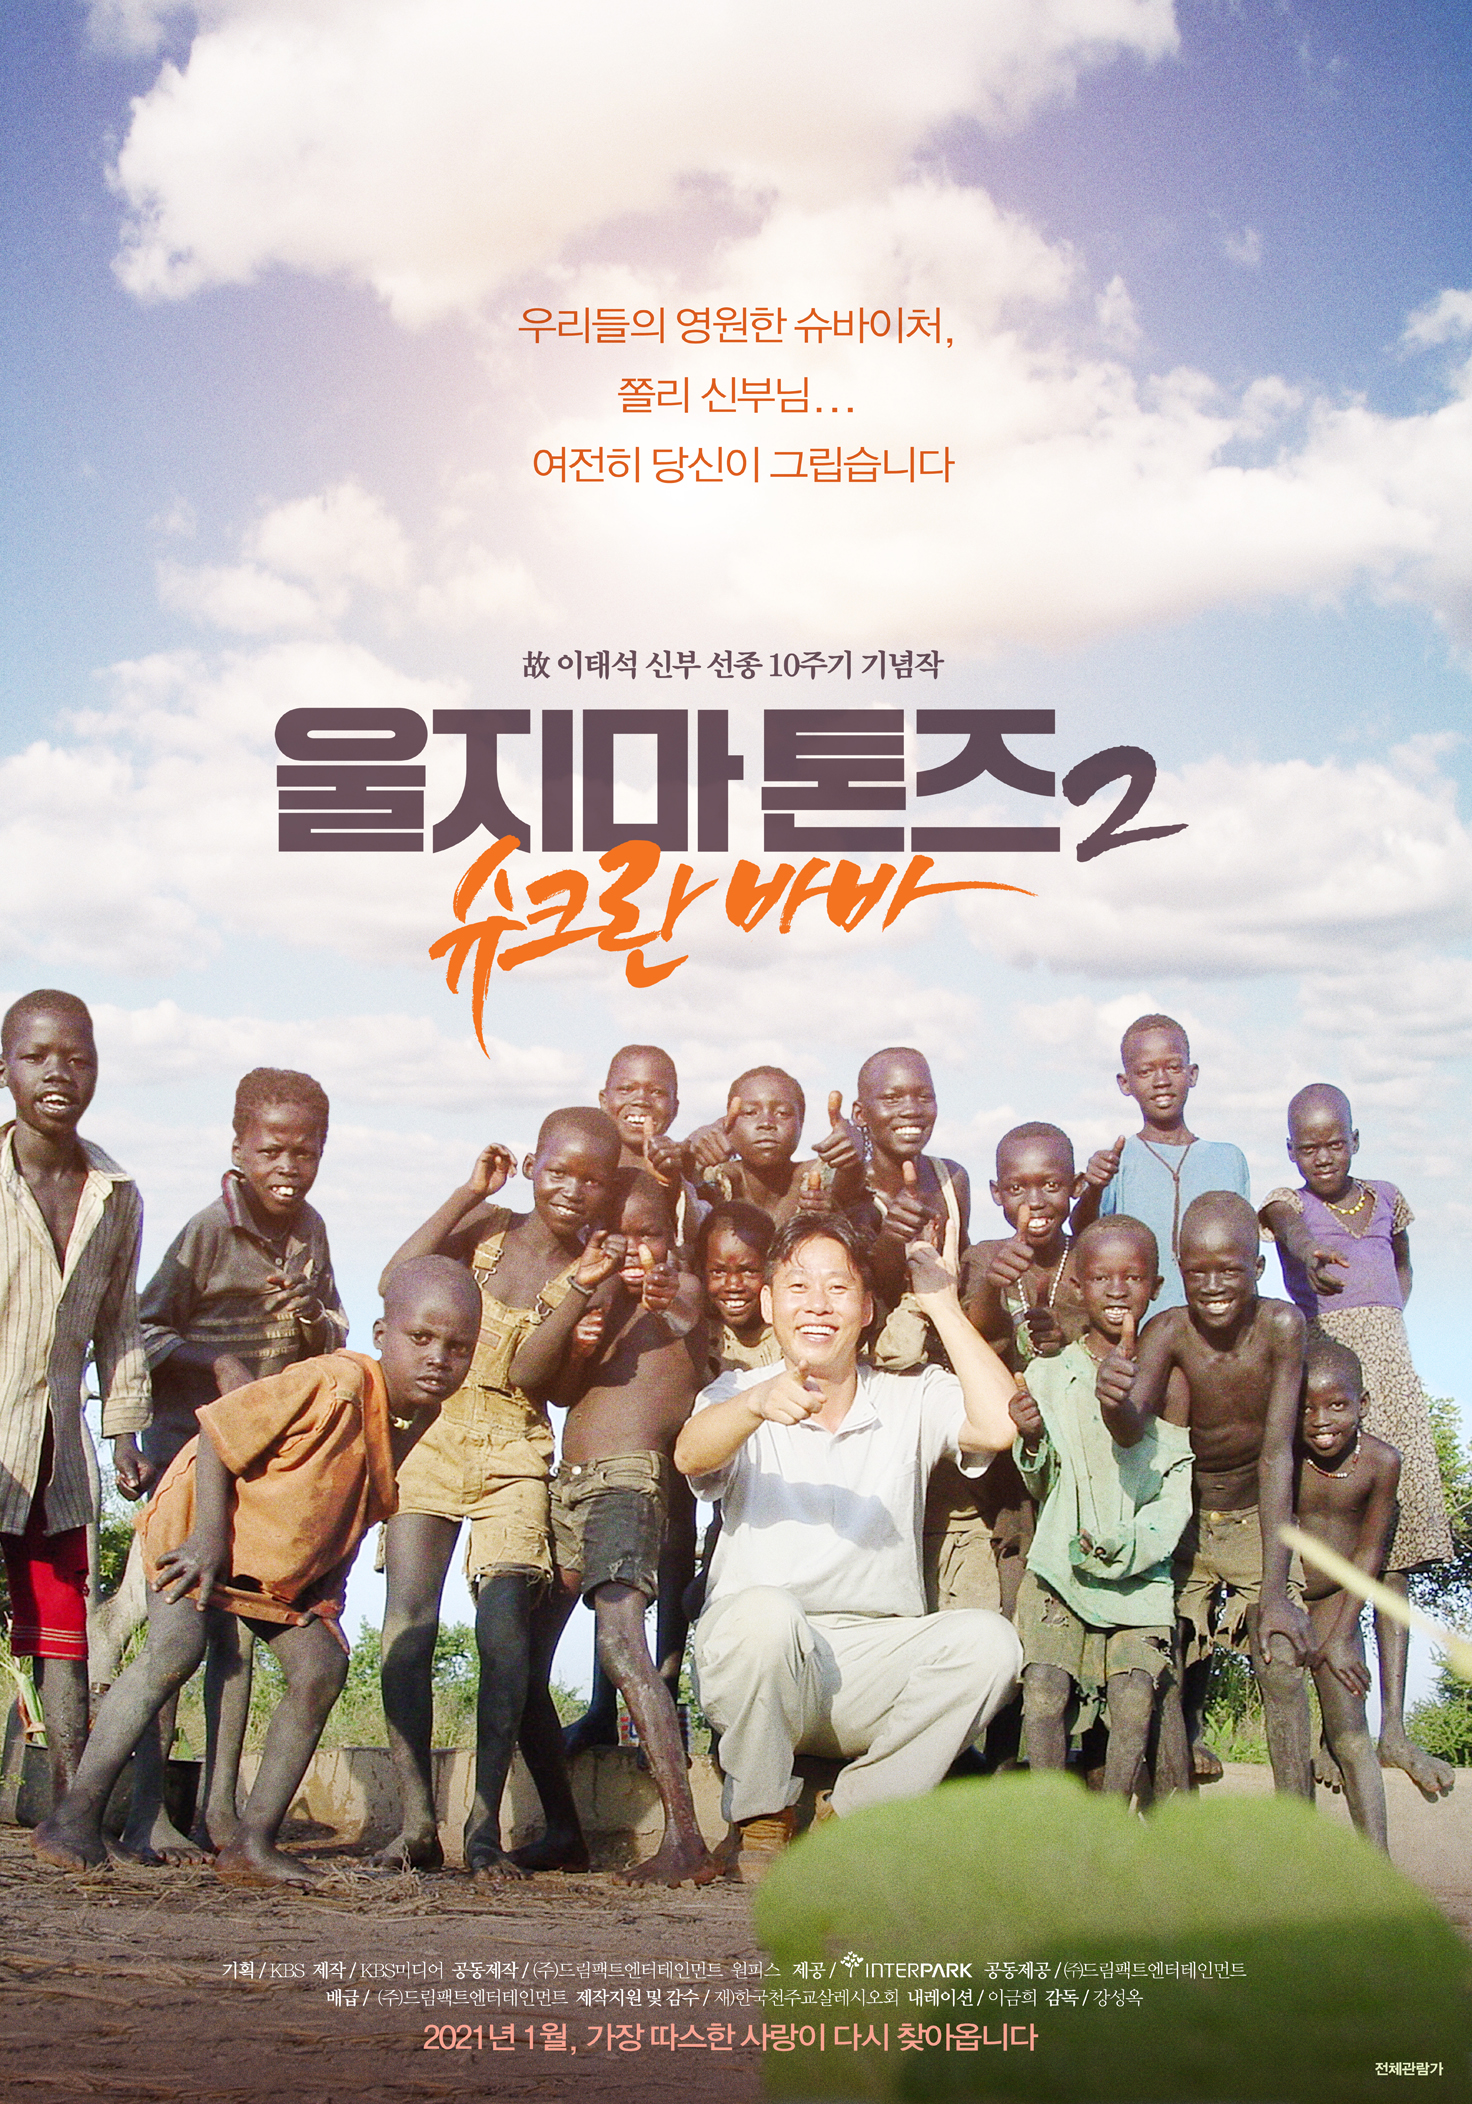 우리들의 영원한 슈바이처,
쫄리 신부님...
여전히 당신이 그립습니다
故 이태석 신부 선종 10주기 기념작
울지마 톤즈2
슈크란 바바
기획 / KBS 제작 / KBS미디어 공동제작 / (주)드림팩트엔터테인먼트 원피스 제공 / INTERPARK 공동제공 / ㈜드림팩트엔터테인먼트
배급 / (주)드림팩트엔터테인먼트 제작지원 및 감수 / 재)한국천주교살레시오회 내레이션 / 이금희 감독 / 강성옥
2021년 1월, 가장 따스한 사랑이 다시 찾아옵니다
전체관람가